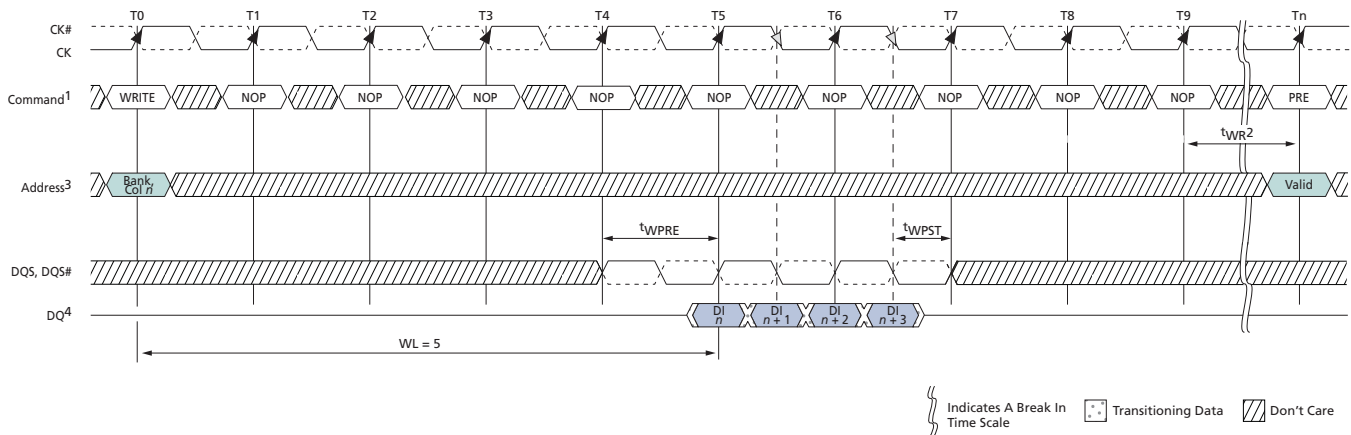 T0 T1 T2 T3 T4 T5 T6 T7 T8 T9 Tn
CK#
CK
Command1 WRITE NOP NOP NOP NOP NOP NOP NOP NOP NOP PRE
tWR2
Address3 Bank, Col n Valid
tWPRE tWPST
DQS, DQS#
DQ4 DI n DI n + 1 DI n + 2 DI n + 3
WL = 5
Indicates A Break In Time Scale Transitioning Data Don't Care